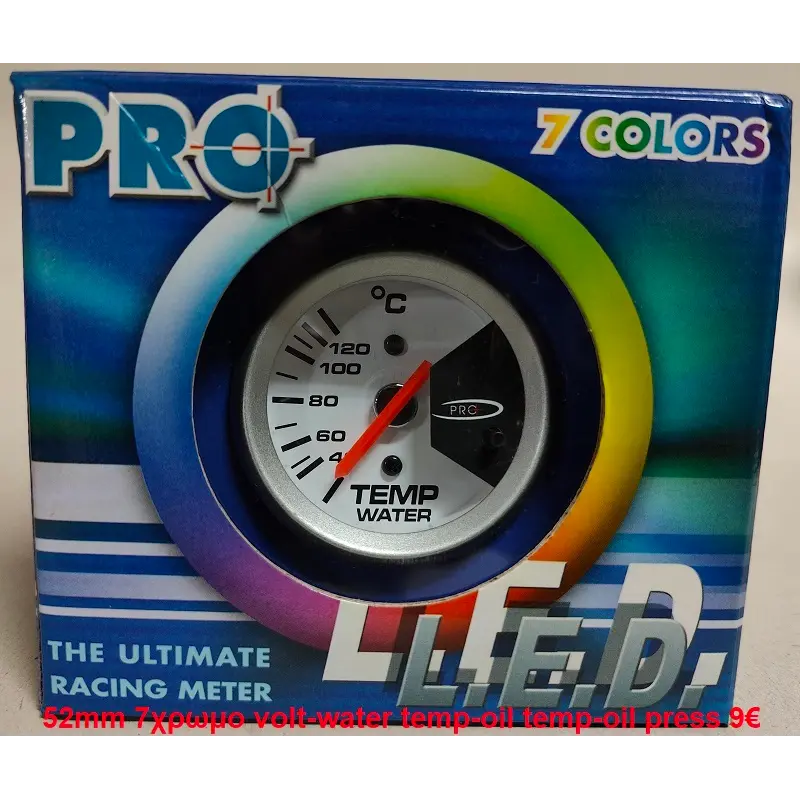 PRO
7 COLORS
°C
120
100
80
60
PRO
TEMP
WATER
L.E.D.
THE ULTIMATE
RACING METER
52mm 7χρωμο volt-water temp-oil temp-oil press 9€